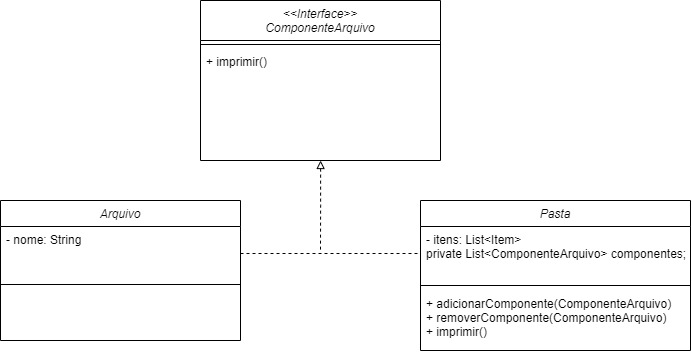 <<Interface>>
ComponenteArquivo
+ imprimir()
Arquivo
- nome: String
Pasta
- itens: List<Item>
private List<ComponenteArquivo> componentes;
+ adicionarComponente(ComponenteArquivo)
+ removerComponente(ComponenteArquivo)
+ imprimir()